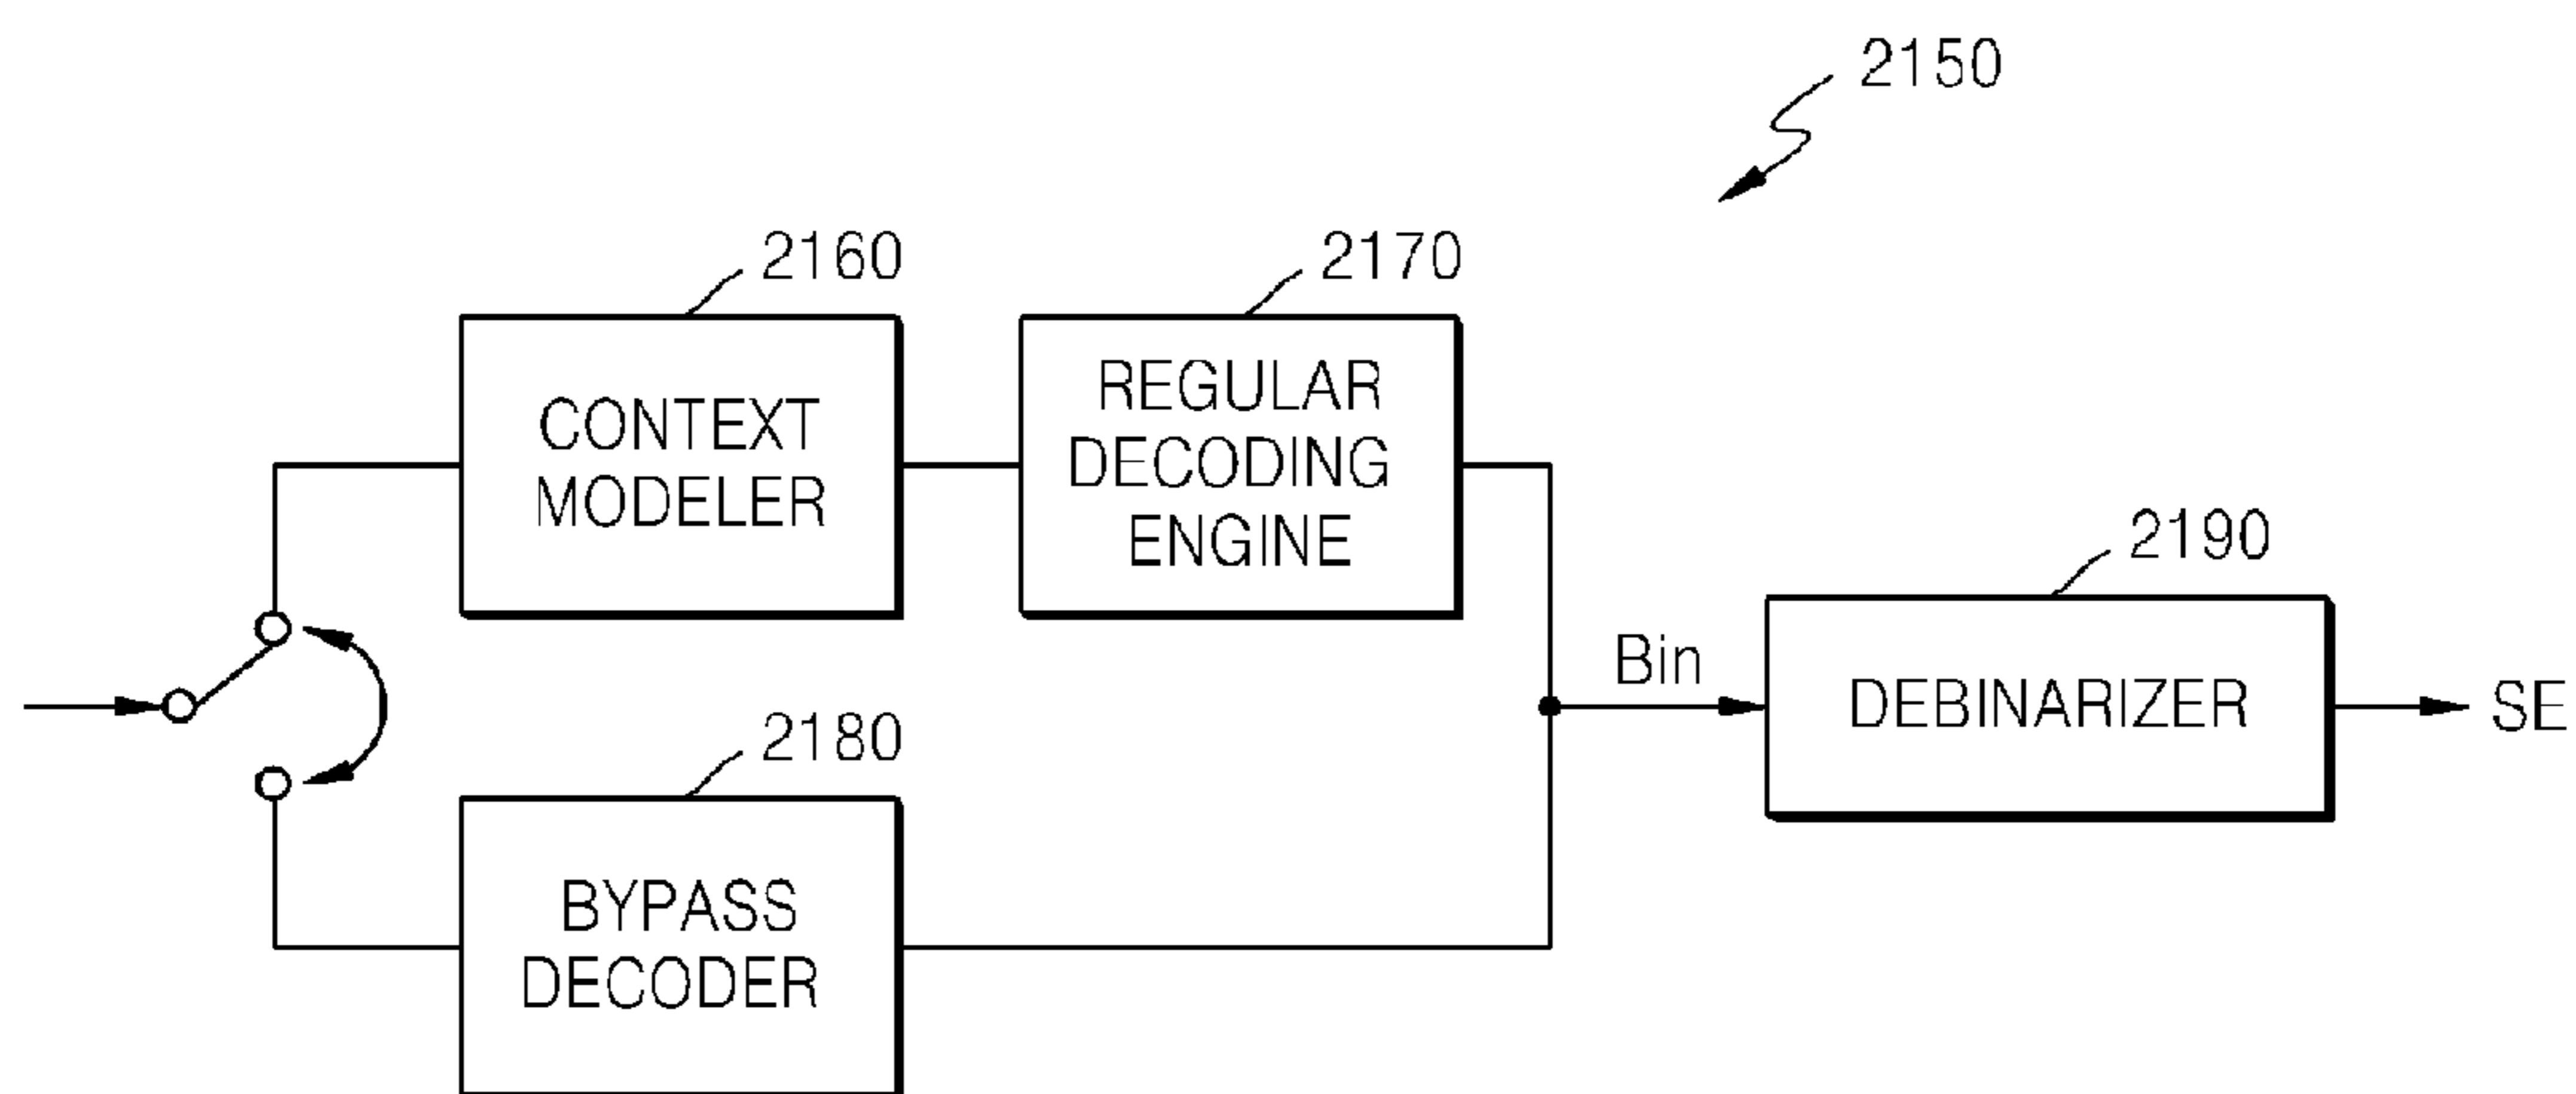 2150
2160
2170
CONTEXT
MODELER
REGULAR
DECODING
ENGINE
2190
Bin
DEBINARIZER
SE
2180
BYPASS
DECODER